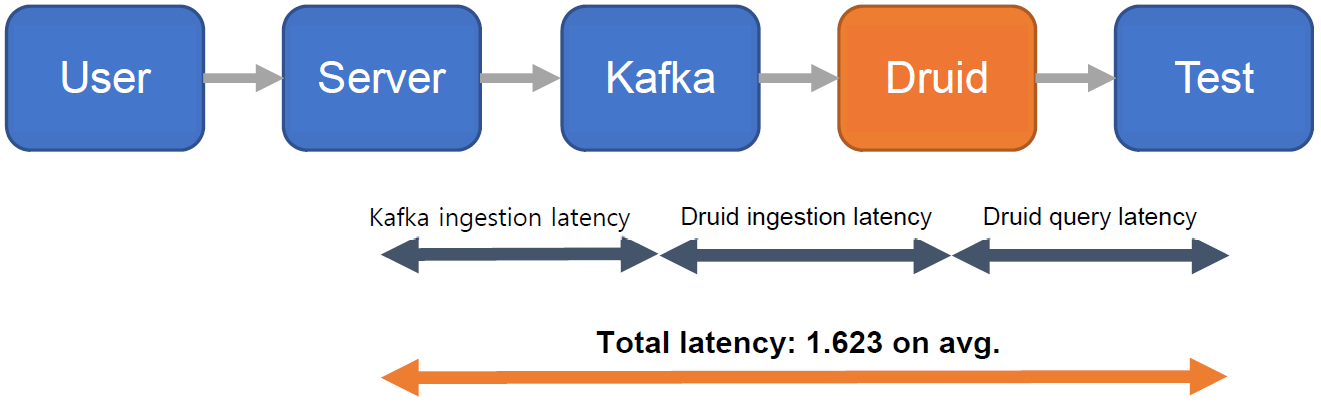 User
Server
Kafka
Druid
Test
Kafka ingestion latency
Druid ingestion latency
Druid query latency
Total latency: 1.623 on avg.